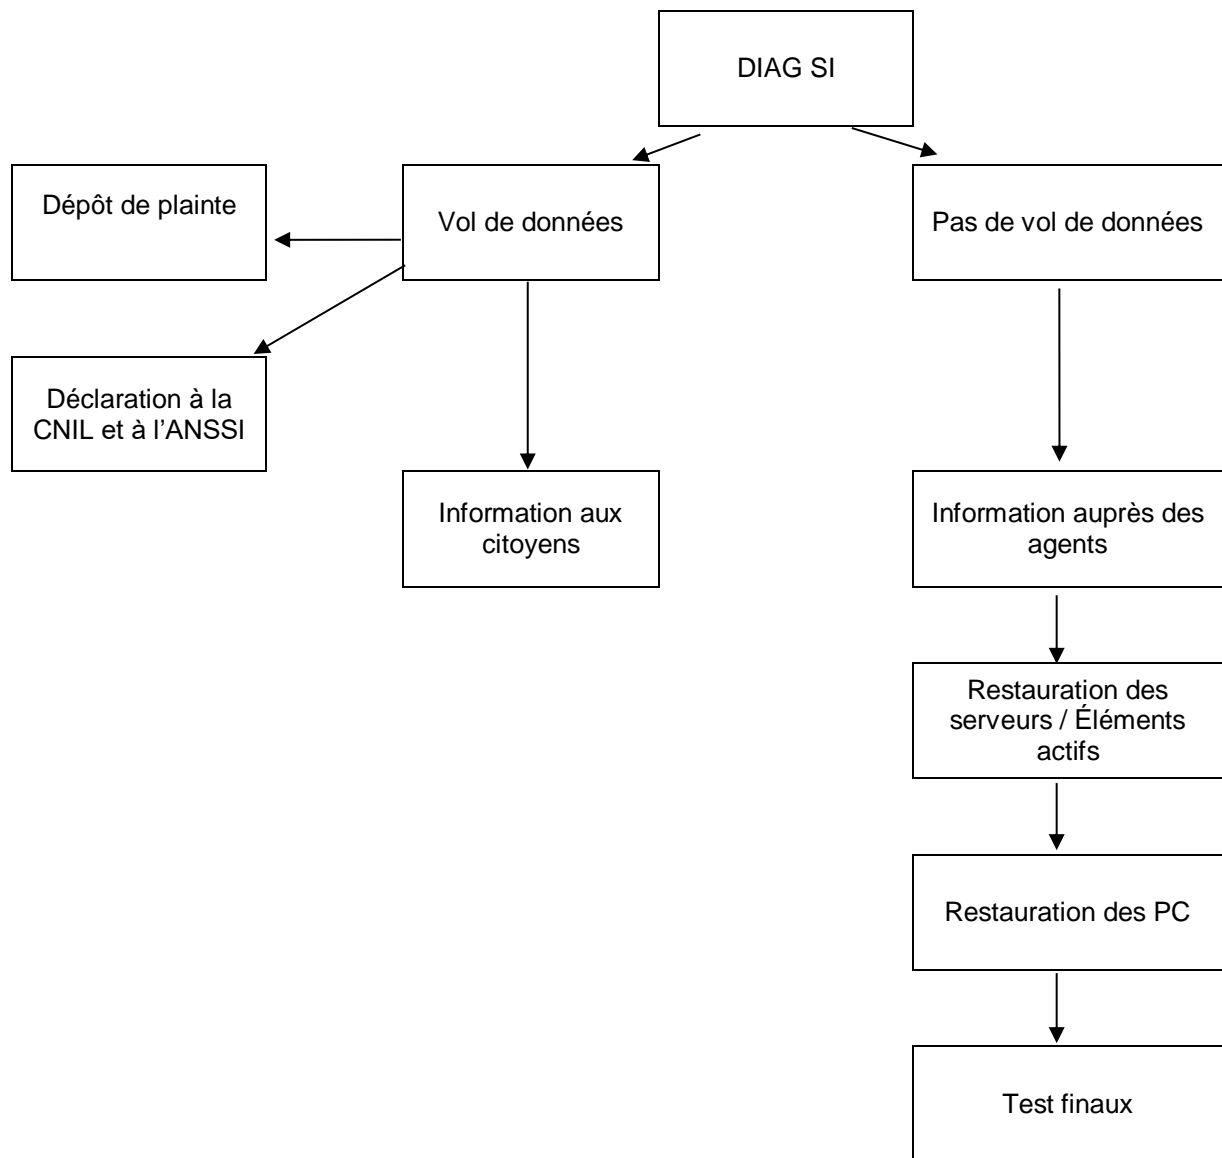 DIAG SI
Dépôt de plainte
Vol de données
Pas de vol de données
Déclaration à la
CNIL et à l’ANSSI
Information aux
citoyens
Information auprès des
agents
Restauration des
serveurs / Éléments
actifs
Restauration des PC
Test finaux